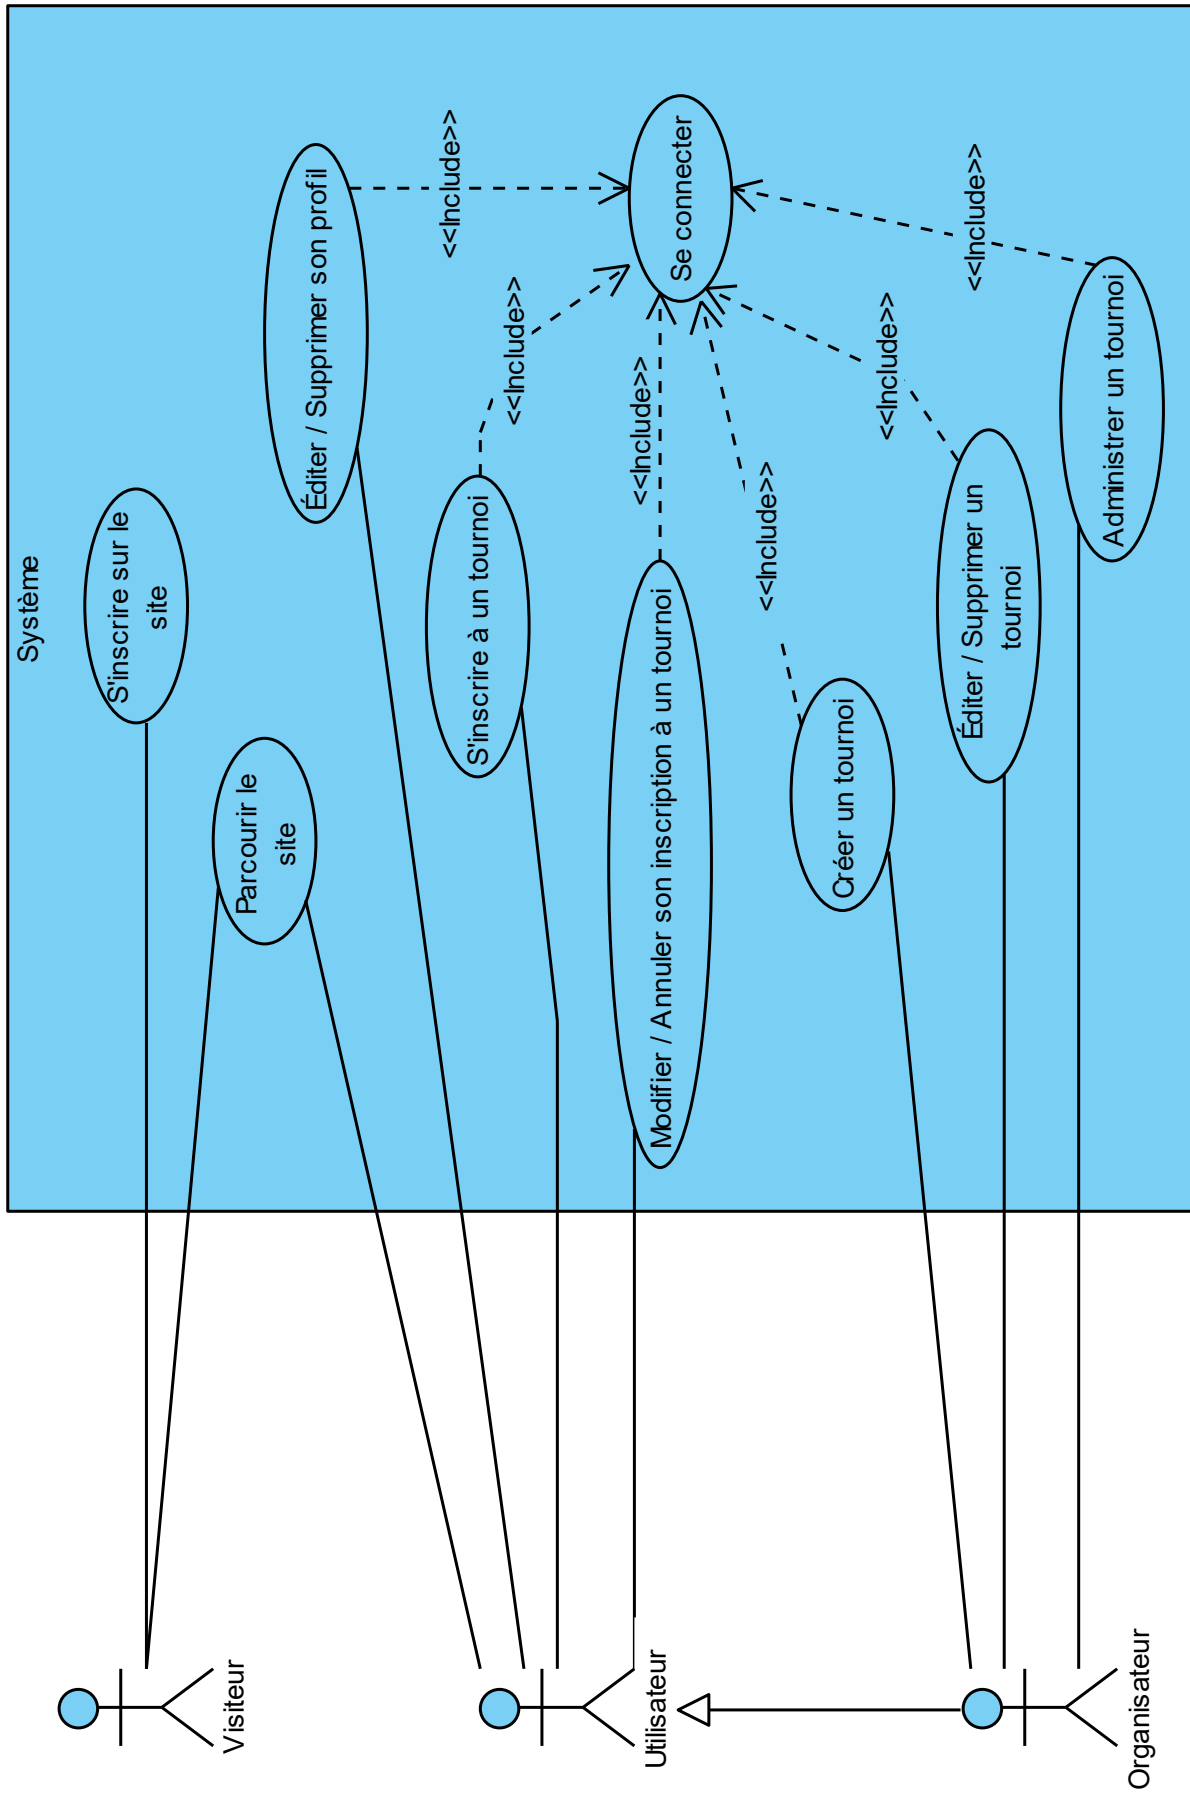 Système
S'inscrire sur le
site
Parcourir le
site
Éditer / Supprimer son profil
<<Include>>
S'inscrire à un tournoi
<<Include>>
Se connecter
Modifier / Annuler son inscription à un tournoi
<<Include>>
Créer un tournoi
<<Include>>
Éditer / Supprimer un
tournoi
<<Include>>
Administrer un tournoi
<<Include>>
Visiteur
Utilisateur
Organisateur